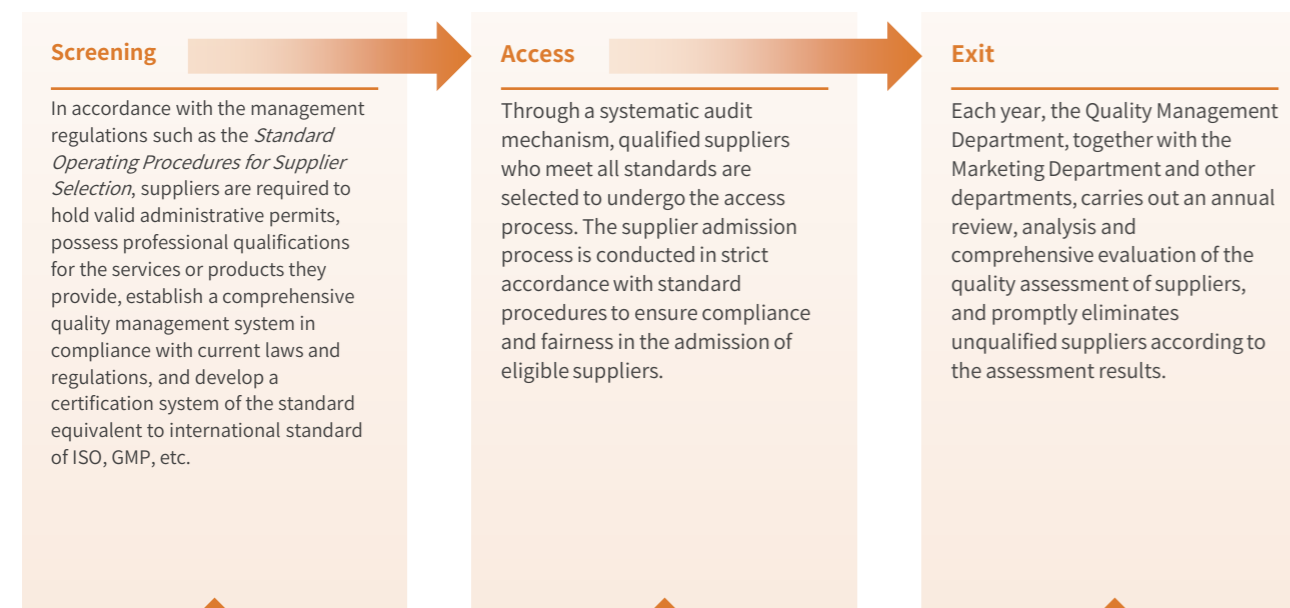 Screening
In accordance with the management
regulations such as the Standard
Operating Procedures for Supplier
Selection, suppliers are required to
hold valid administrative permits,
possess professional qualifications
for the services or products they
provide, establish a comprehensive
quality management system in
compliance with current laws and
regulations, and develop a
certification system of the standard
equivalent to international standard
of ISO, GMP, etc.
Access
Through a systematic audit
mechanism, qualified suppliers
who meet all standards are
selected to undergo the access
process. The supplier admission
process is conducted in strict
accordance with standard
procedures to ensure compliance
and fairness in the admission of
eligible suppliers.
Exit
Each year, the Quality Management
Department, together with the
Marketing Department and other
departments, carries out an annual
review, analysis and
comprehensive evaluation of the
quality assessment of suppliers,
and promptly eliminates
unqualified suppliers according to
the assessment results.